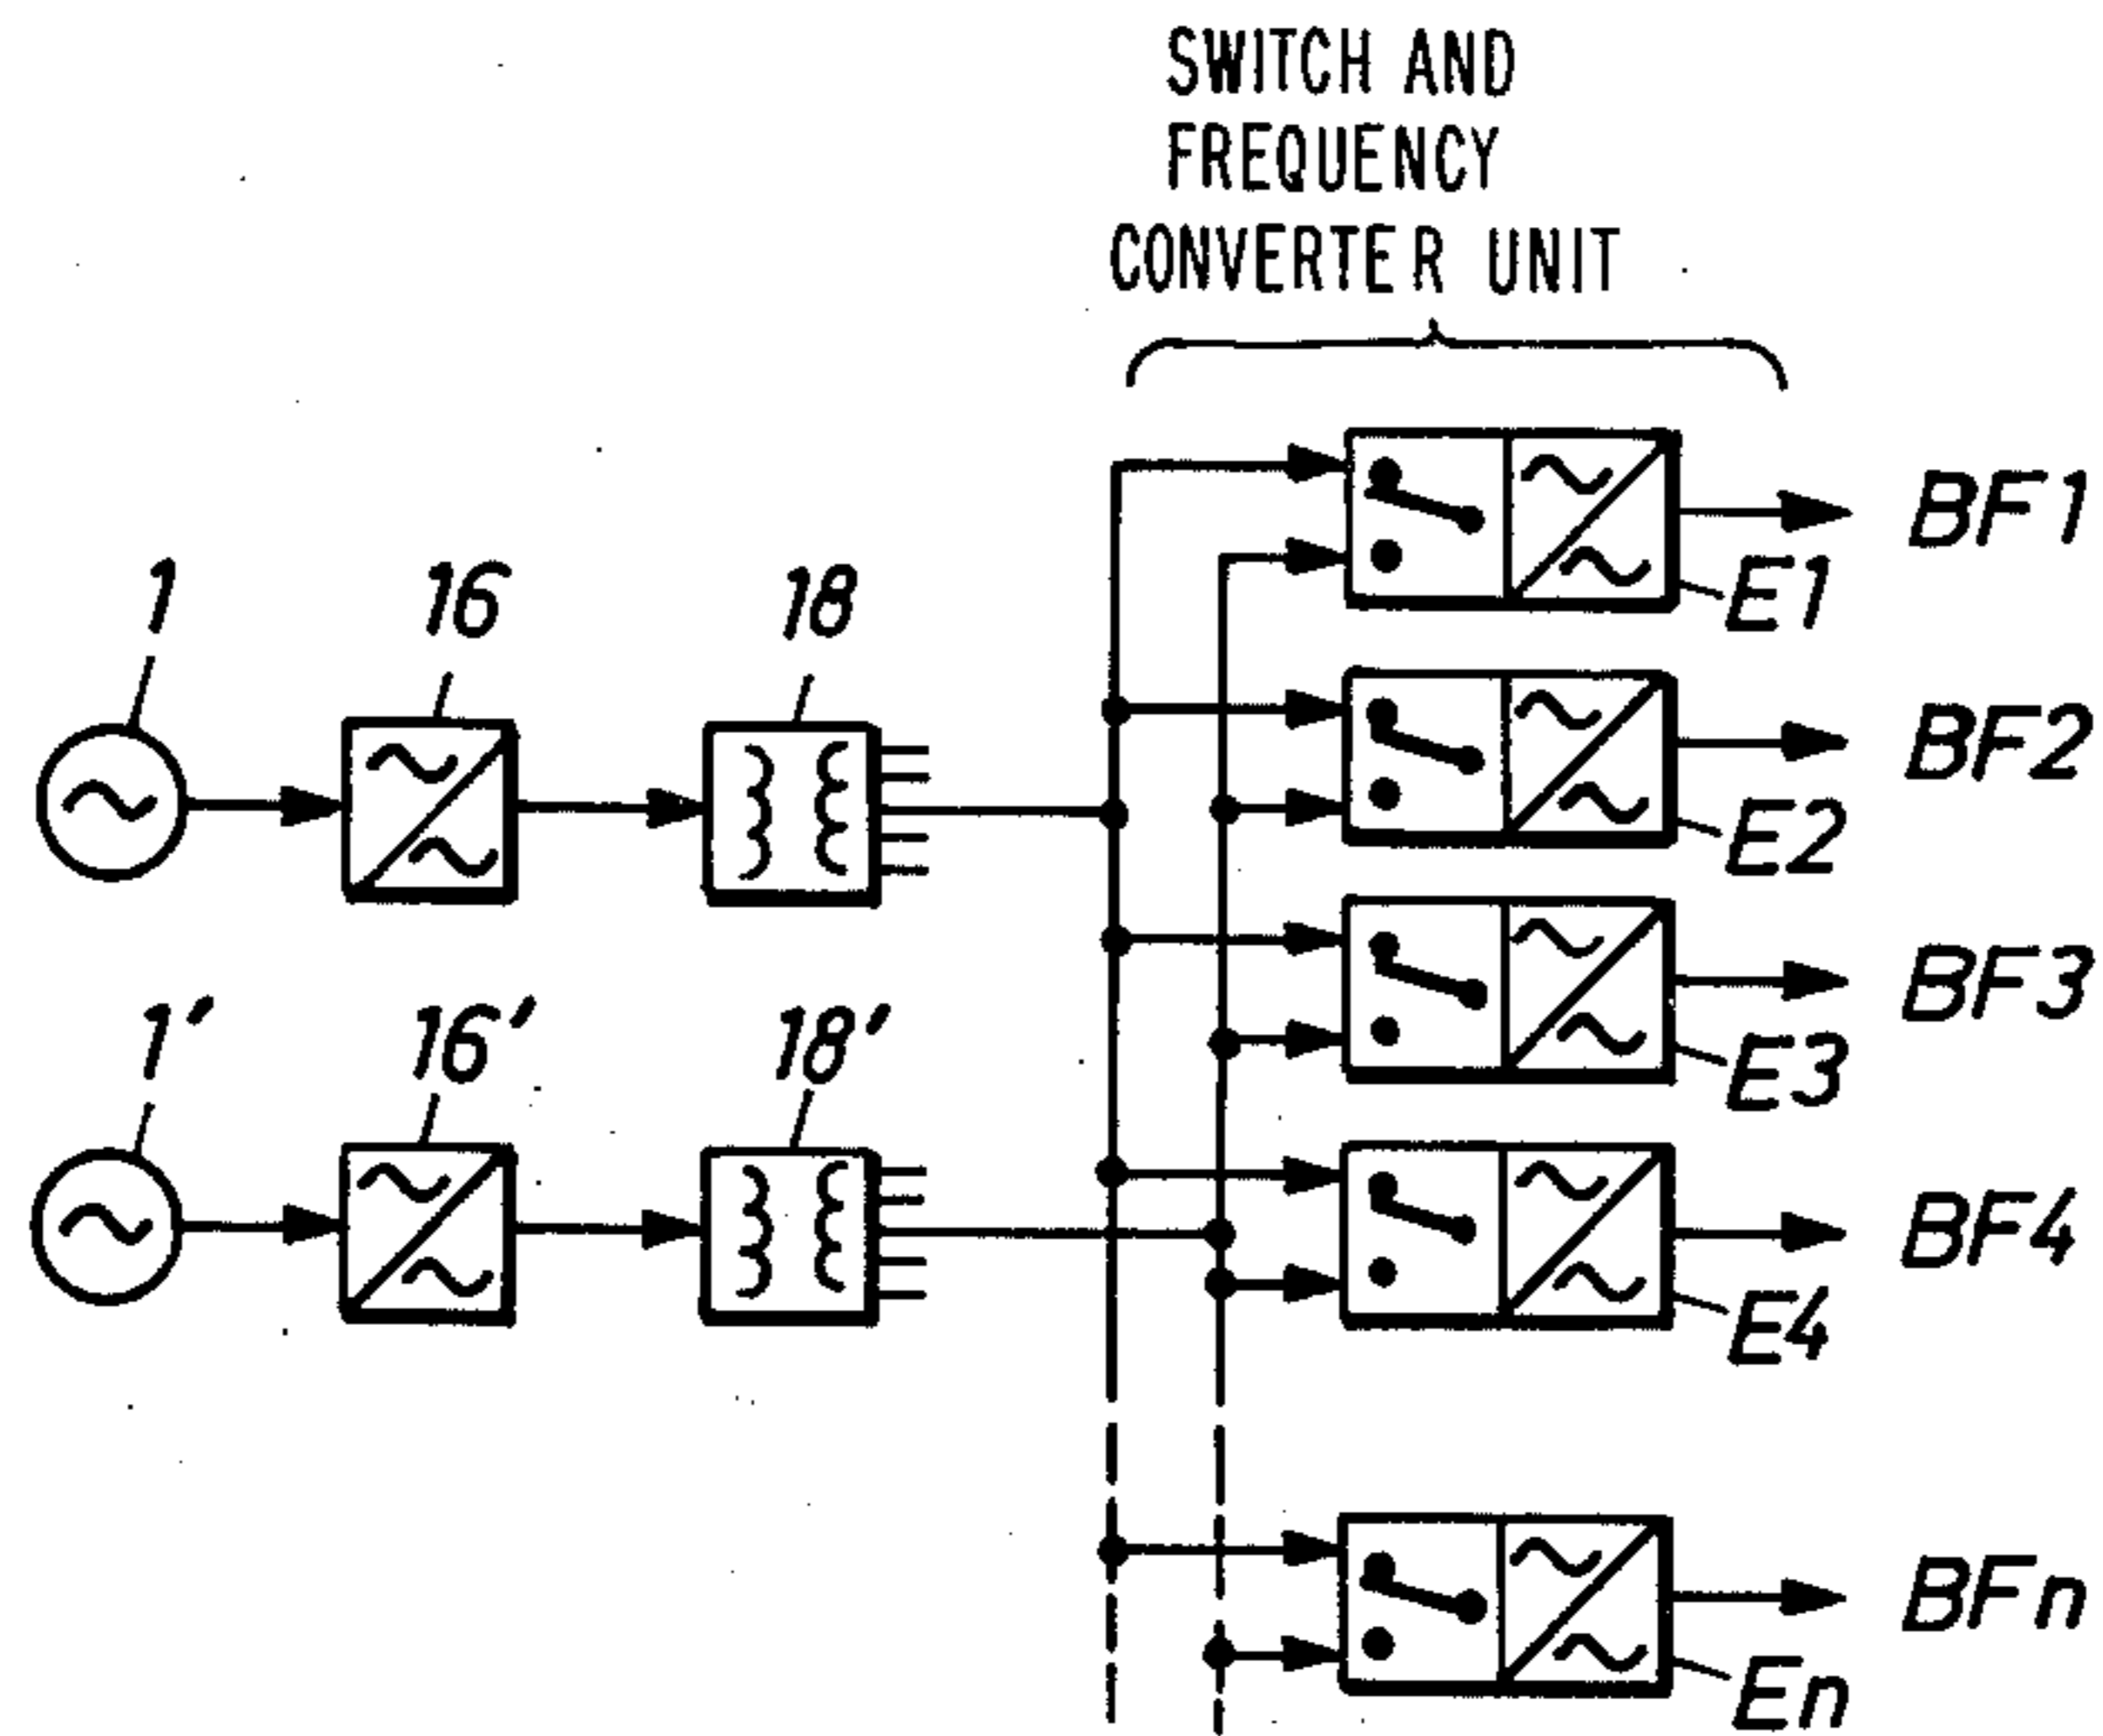 SWITCH AND
FREQUENCY
CONVERTER UNIT
BF1
E1
1
16
18
BF2
E2
BF3
E3
1'
16'
18'
BF4
E4
BFn
En